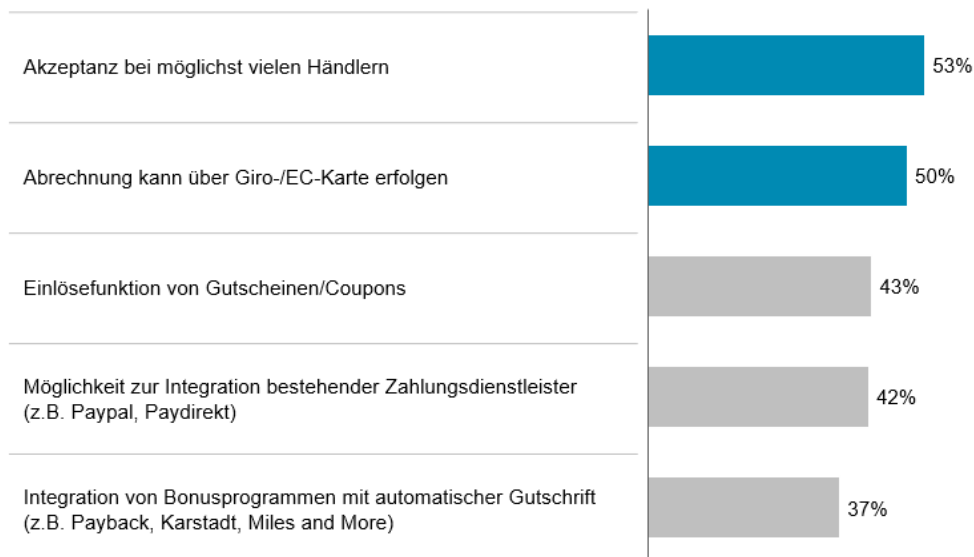 Akzeptanz bei möglichst vielen Händlern
53%
Abrechnung kann über Giro-/EC-Karte erfolgen
50%
Einlösefunktion von Gutscheinen/Coupons
43%
Möglichkeit zur Integration bestehender Zahlungsdienstleister
(z.B. Paypal, Paydirekt)
42%
Integration von Bonusprogrammen mit automatischer Gutschrift
(z.B. Payback, Karstadt, Miles and More)
37%